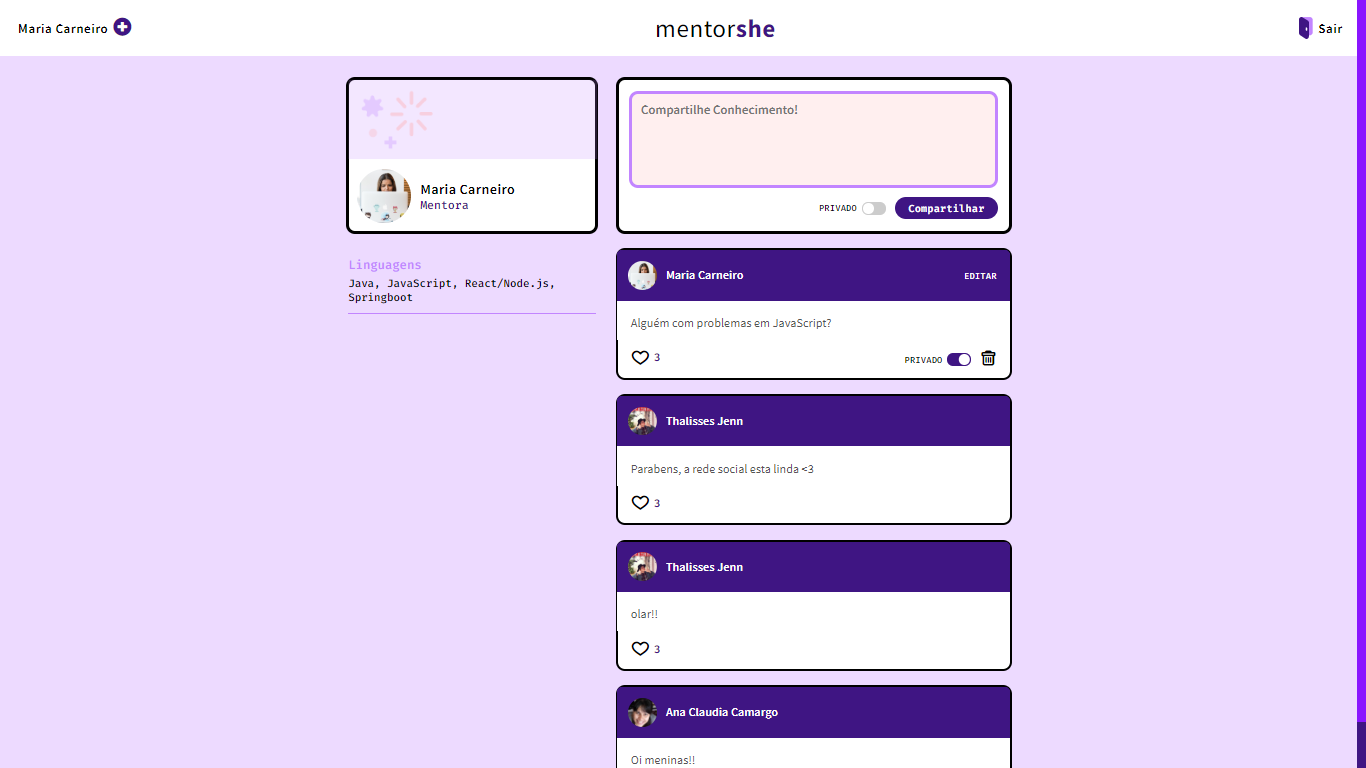 Maria Carneiro
mentorshe
Sair
Maria Carneiro
Mentora
Linguagens
Java, JavaScript, React/Node.js,
Springboot
Compartilhe Conhecimento!
PRIVADO
Compartilhar
Maria Carneiro
EDITAR
Alguém com problemas em JavaScript?
3
PRIVADO
Thalisses Jenn
Parabens, a rede social esta linda <3
3
Thalisses Jenn
olar!!
3
Ana Claudia Camargo
Oi meninas!!